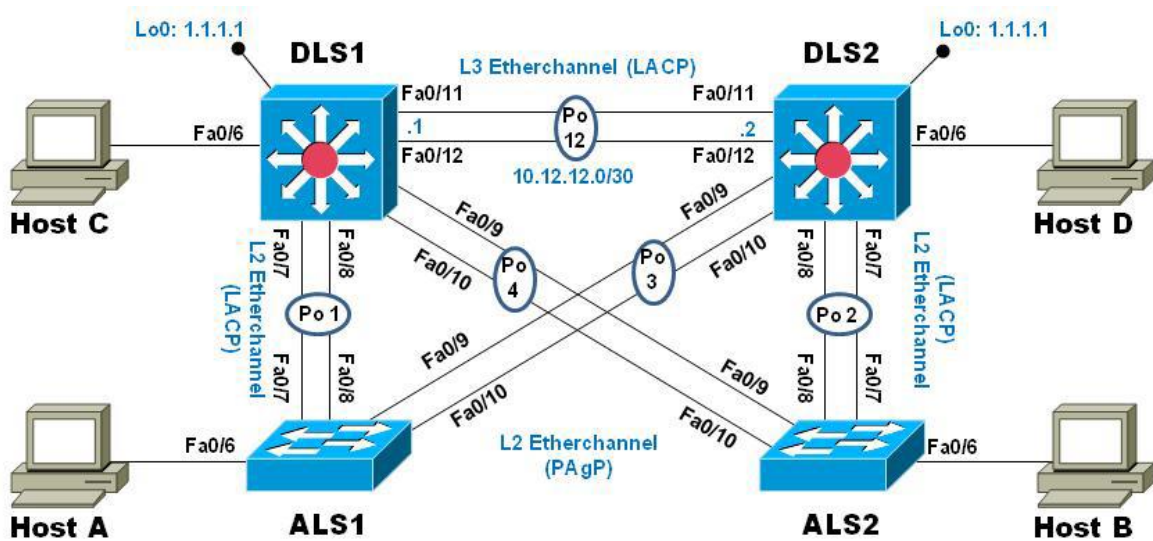 Lo0: 1.1.1.1
Lo0: 1.1.1.1
DLS1
DLS2
L3 Etherchannel (LACP)
Fa0/11
Fa0/11
Fa0/6
.1
Po
12
.2
Fa0/6
Fa0/12
Fa0/12
10.12.12.0/30
Host C
Host D
Fa0/9
Fa0/9
Fa0/10
Fa0/10
Fa0/7
Fa0/8
Fa0/8
Fa0/7
L2 Etherchannel
(LACP)
Po
4
Po
3
(LACP)
L2 Etherchannel
Po 1
Po 2
Fa0/7
Fa0/8
Fa0/9
Fa0/10
Fa0/9
Fa0/10
Fa0/8
Fa0/7
L2 Etherchannel
(PAgP)
Fa0/6
Fa0/6
Host A
ALS1
ALS2
Host B